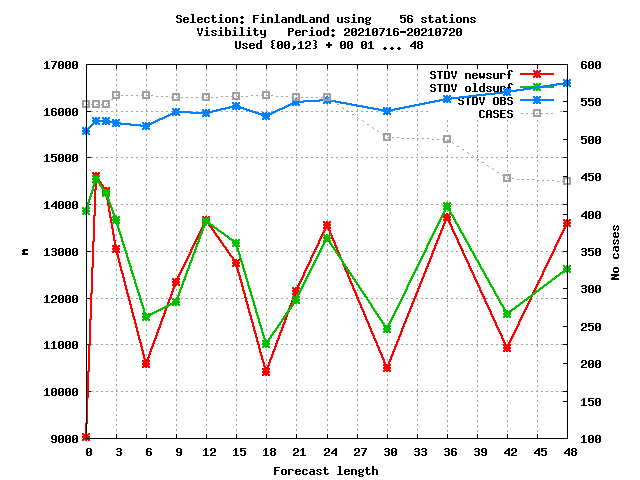 Selection: FinlandLand using    56 stations
Visibility   Period: 20210716-20210720
Used {00,12} + 00 01 ... 48
17000
16000
15000
14000
13000
12000
11000
10000
9000
m
STDV newsurf
STDV oldsurf
STDV OBS
CASES
600
550
500
450
400
350
300
250
200
150
100
No cases
0 3 6 9 12 15 18 21 24 27 30 33 36 39 42 45 48
Forecast length